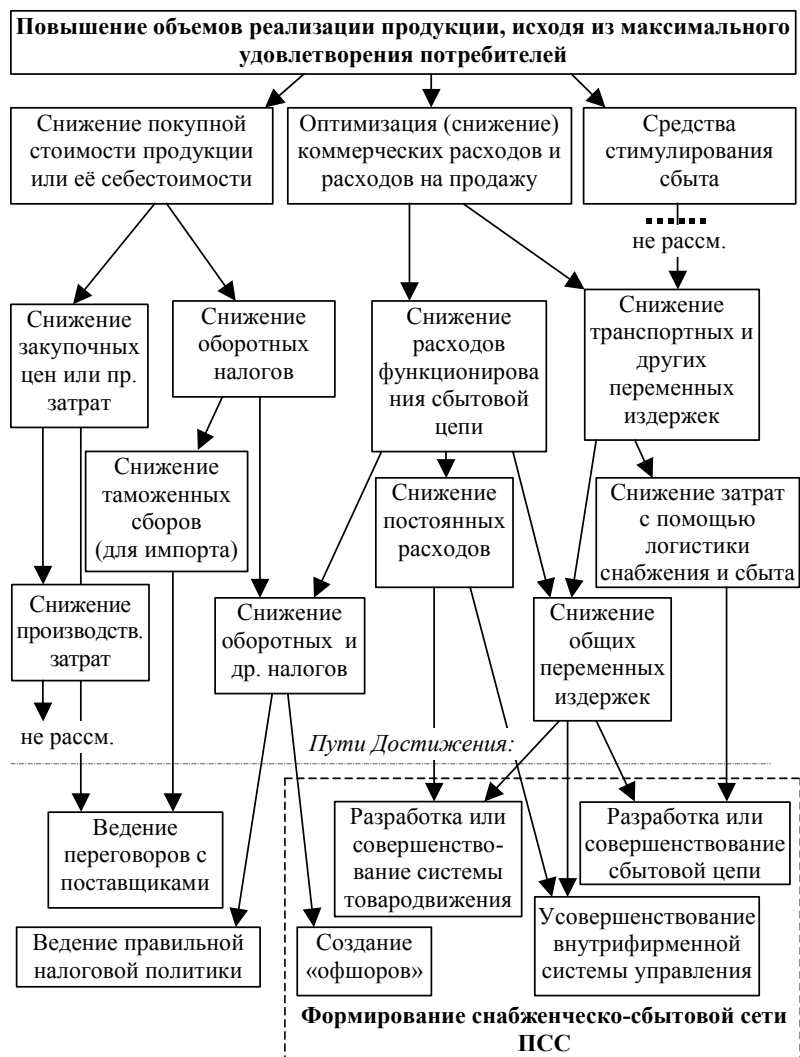 Повышение объемов реализации продукции, исходя из максимального
удовлетворения потребителей
Снижение покупной
стоимости продукции
или её себестоимости
Оптимизация (снижение)
коммерческих расходов и
расходов на продажу
Средства
стимулирования
сбыта
не рассм.
Снижение
закупочных
цен или пр.
затрат
Снижение
оборотных
налогов
Снижение
расходов
функционирова
ния сбытовой
цепи
Снижение
транспортных и
других
переменных
издержек
Снижение
таможенных
сборов
(для импорта)
Снижение
постоянных
расходов
Снижение затрат
с помощью
логистики
снабжения и сбыта
Снижение
производств.
затрат
Снижение
оборотных и
др. налогов
Снижение
общих
переменных
издержек
не рассм.
Пути Достижения:
Ведение
переговоров с
поставщиками
Разработка или
совершенство-
вание системы
товародвижения
Разработка или
совершенствование
сбытовой цепи
Ведение правильной
налоговой политики
Создание
«офшоров»
Усовершенствование
внутрифирменной
системы управления
Формирование снабженческо-сбытовой сети
ПСС